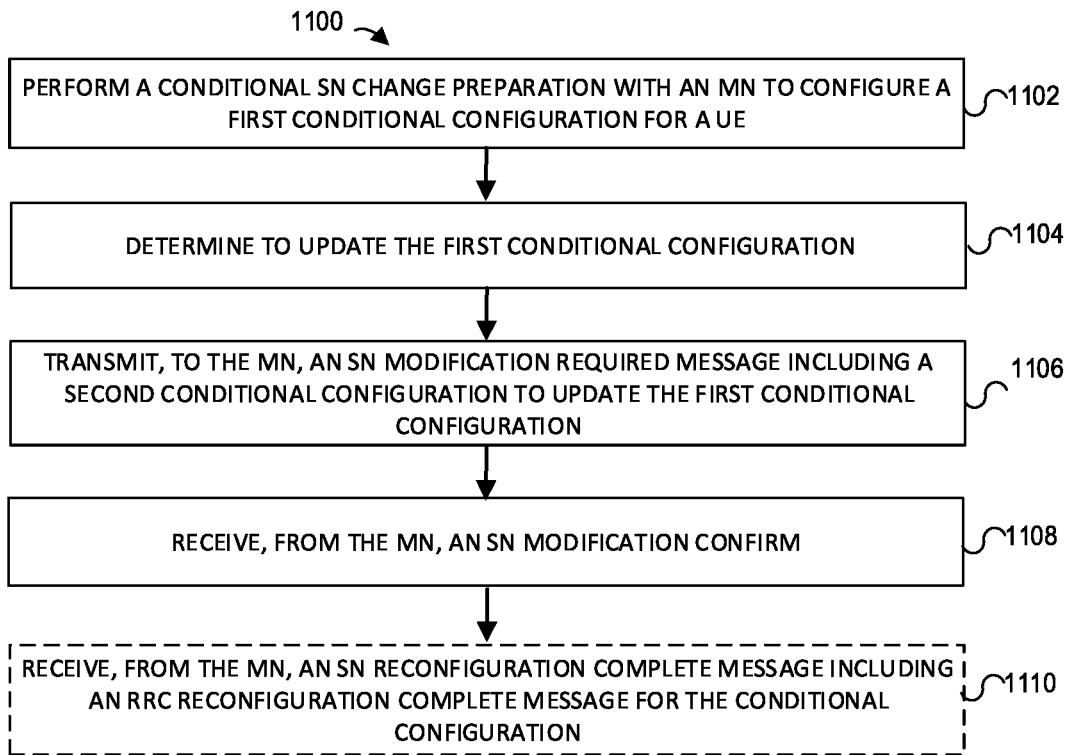 1100
PERFORM A CONDITIONAL SN CHANGE PREPARATION WITH AN MN TO CONFIGURE A
FIRST CONDITIONAL CONFIGURATION FOR A UE
1102
DETERMINE TO UPDATE THE FIRST CONDITIONAL CONFIGURATION
1104
TRANSMIT, TO THE MN, AN SN MODIFICATION REQUIRED MESSAGE INCLUDING A
SECOND CONDITIONAL CONFIGURATION TO UPDATE THE FIRST CONDITIONAL
CONFIGURATION
1106
RECEIVE, FROM THE MN, AN SN MODIFICATION CONFIRM
1108
RECEIVE, FROM THE MN, AN SN RECONFIGURATION COMPLETE MESSAGE INCLUDING
AN RRC RECONFIGURATION COMPLETE MESSAGE FOR THE CONDITIONAL
CONFIGURATION
1110